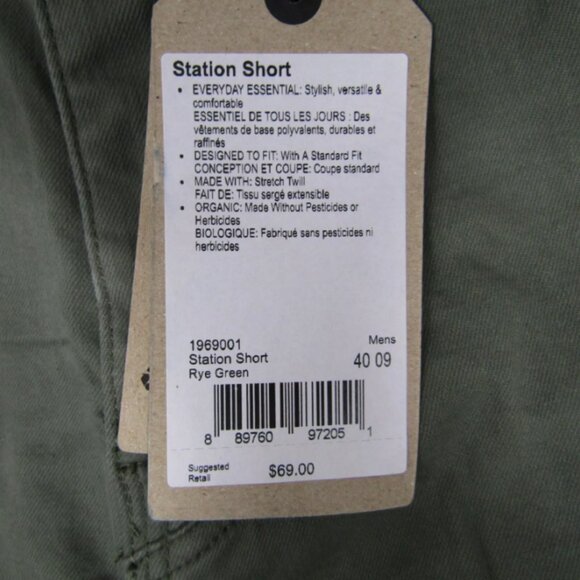 Station Short
• EVERYDAY ESSENTIAL: Stylish, versatile &
comfortable
ESSENTIEL DE TOUS LES JOURS : Des
vêtements de base polyvalents, durables et
raffinés
• DESIGNED TO FIT: With A Standard Fit
CONCEPTION ET COUPE: Coupe standard
• MADE WITH: Stretch Twill
FAIT DE: Tissu sergé extensible
• ORGANIC: Made Without Pesticides or
Herbicides
BIOLOGIQUE: Fabriqué sans pesticides ni
herbicides
1969001 Mens
Station Short 40 09
Rye Green
8 89760 97205 1
Suggested
Retail $69.00